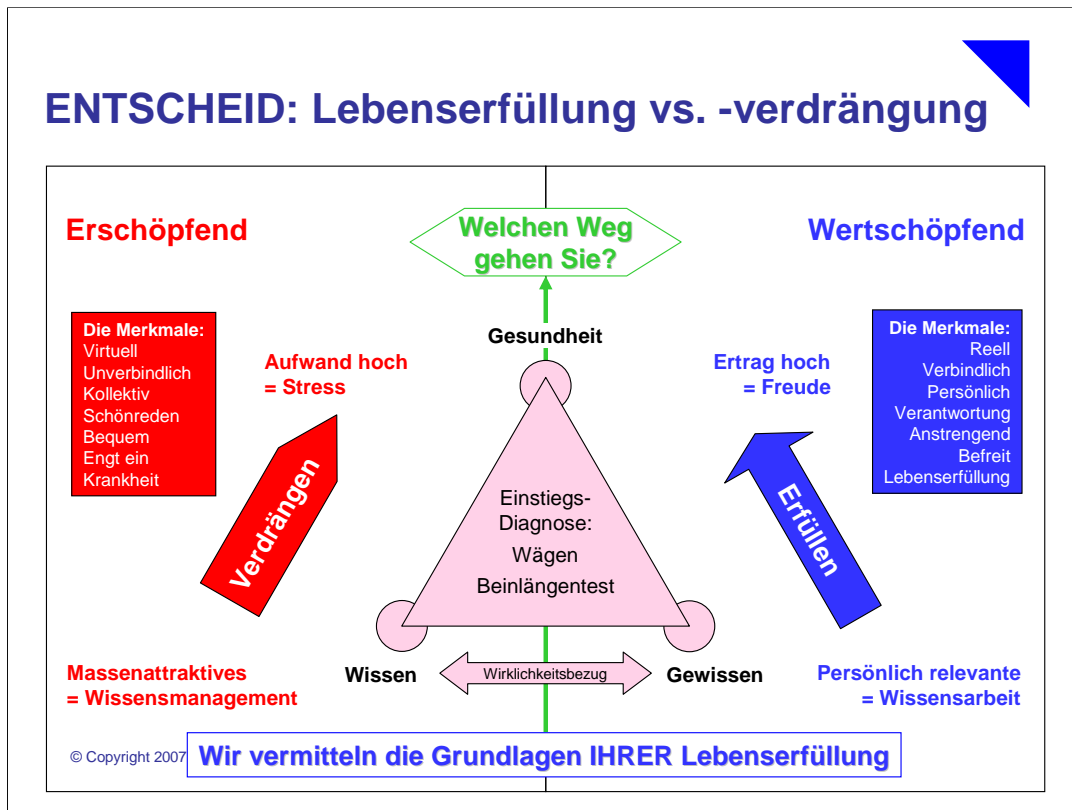 ENTSCHEID: Lebenserfüllung vs. -verdrängung
Erschöpfend
Welchen Weg
gehen Sie?
Wertschöpfend
Die Merkmale:
Virtuell
Unverbindlich
Kollektiv
Schönreden
Bequem
Engt ein
Krankheit
Aufwand hoch
= Stress
Verdrängen
Gesundheit
Einstiegs-
Diagnose:
Wägen
Beinlängentest
Ertrag hoch
= Freude
Erfüllen
Die Merkmale:
Reell
Verbindlich
Persönlich
Verantwortung
Anstrengend
Befreit
Lebenserfüllung
Massenattraktives
= Wissensmanagement
Wissen
Wirklichkeitsbezug
Gewissen
Persönlich relevante
= Wissensarbeit
© Copyright 2007
Wir vermitteln die Grundlagen IHRER Lebenserfüllung